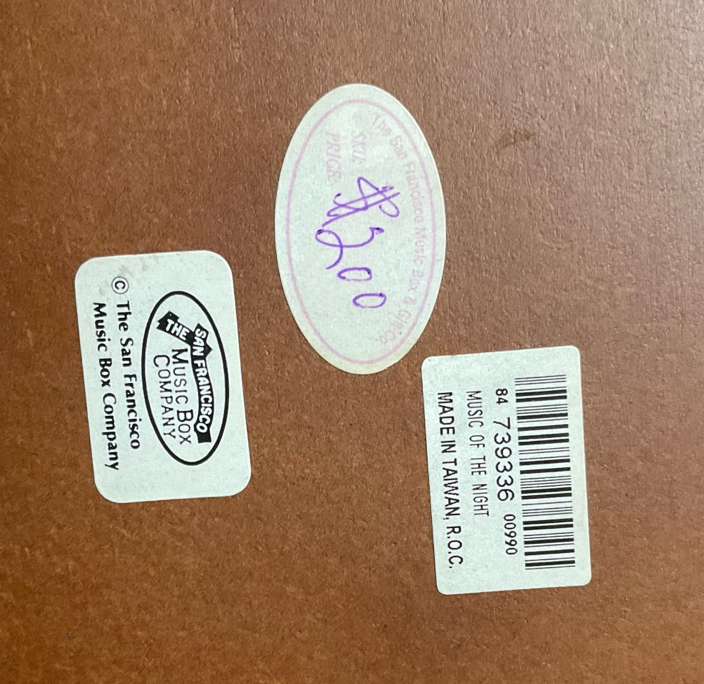 The San Francisco Music Box & Gift Co
SKU:
PRICE:
$200
THE
SAN FRANCISCO
MUSIC BOX
COMPANY
© The San Francisco
Music Box Company
84 739336 00990
MUSIC OF THE NIGHT
MADE IN TAIWAN, R.O.C.